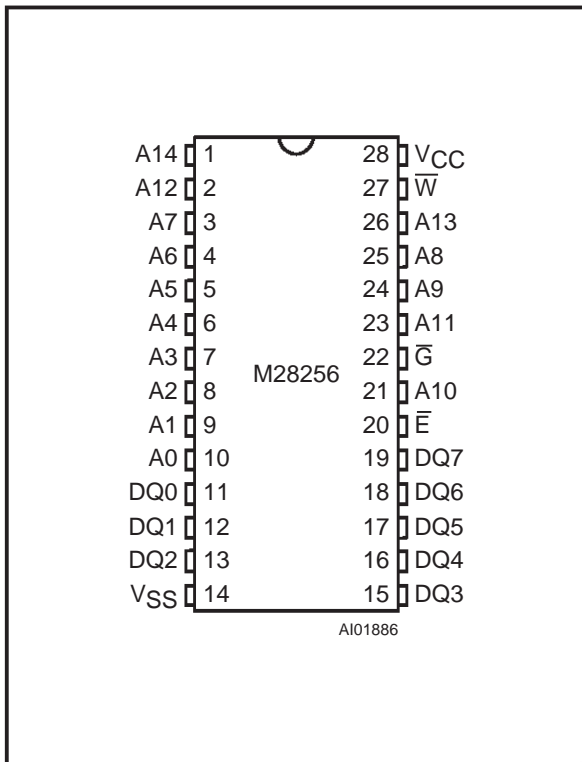 A14 1 28 VCC
A12 2 27 W̅
A7 3 26 A13
A6 4 25 A8
A5 5 24 A9
A4 6 23 A11
A3 7 22 G̅
M28256
A2 8 21 A10
A1 9 20 E̅
A0 10 19 DQ7
DQ0 11 18 DQ6
DQ1 12 17 DQ5
DQ2 13 16 DQ4
VSS 14 15 DQ3
AI01886